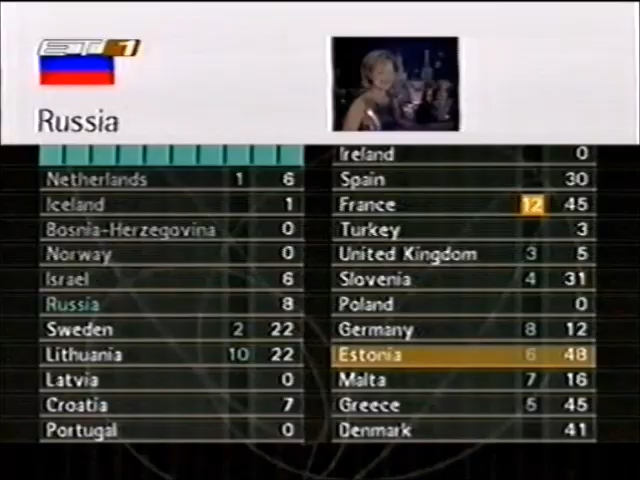 ET 1
Russia
Netherlands 1 6
Iceland 1
Bosnia-Herzegovina 0
Norway 0
Israel 6
Russia 8
Sweden 2 22
Lithuania 10 22
Latvia 0
Croatia 7
Portugal 0
Ireland 0
Spain 30
France 12 45
Turkey 3
United Kingdom 3 5
Slovenia 4 31
Poland 0
Germany 8 12
Estonia 6 48
Malta 7 16
Greece 5 45
Denmark 41